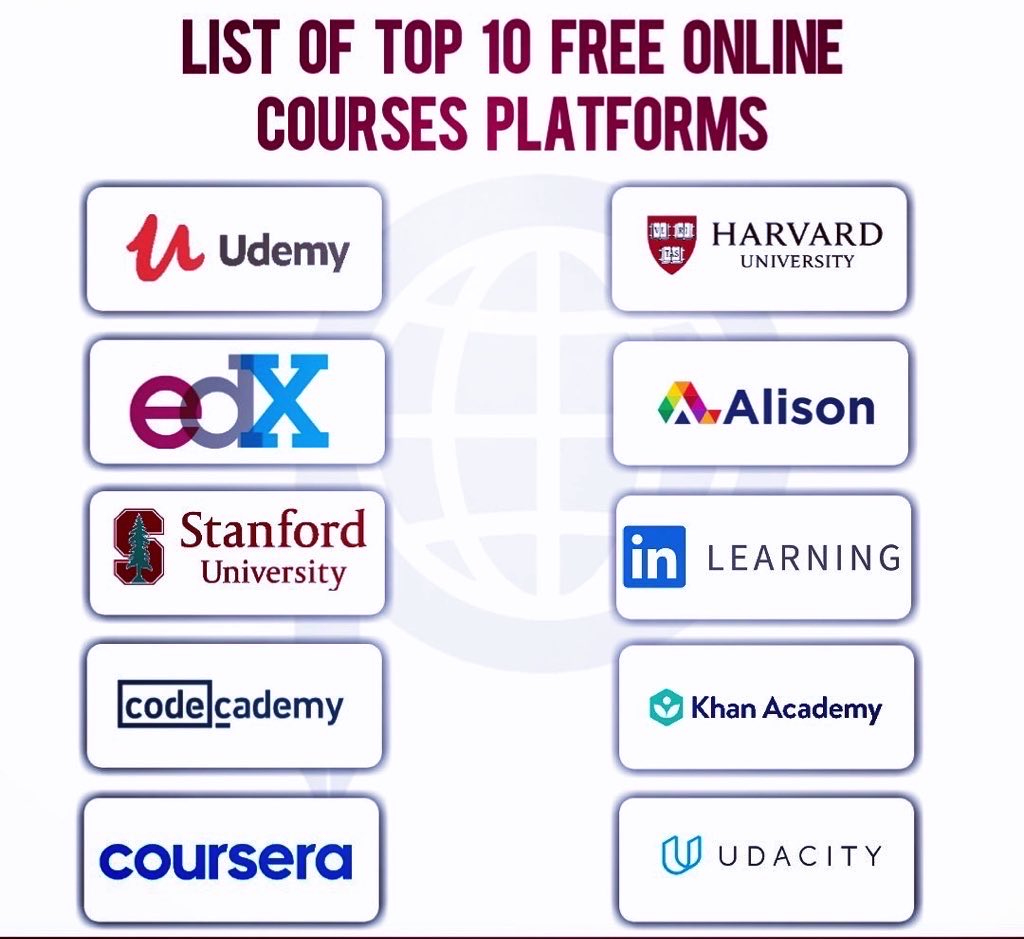 LIST OF TOP 10 FREE ONLINE
COURSES PLATFORMS
Udemy
HARVARD
UNIVERSITY
edX
Alison
Stanford
University
in LEARNING
codecademy
Khan Academy
coursera
UDACITY